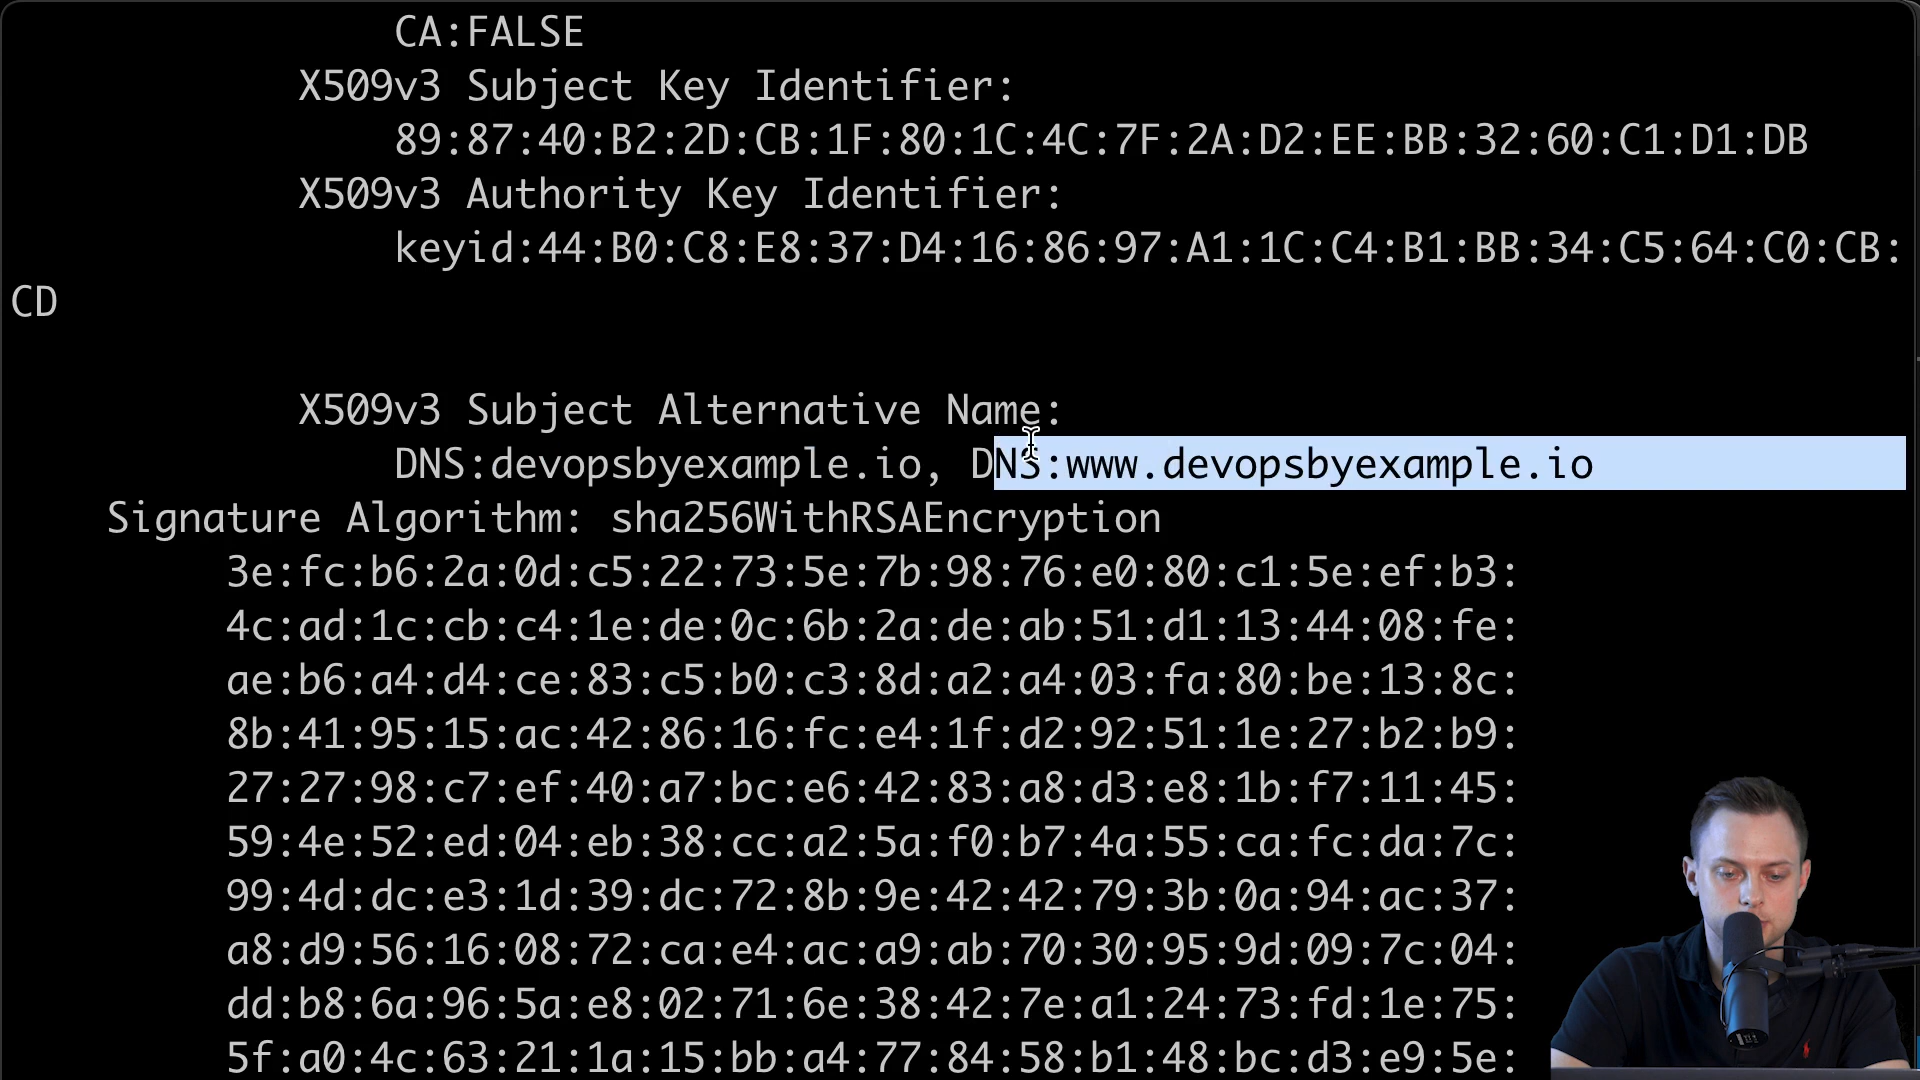 CA:FALSE
X509v3 Subject Key Identifier:
89:87:40:B2:2D:CB:1F:80:1C:4C:7F:2A:D2:EE:BB:32:60:C1:D1:DB
X509v3 Authority Key Identifier:
keyid:44:B0:C8:E8:37:D4:16:86:97:A1:1C:C4:B1:BB:34:C5:64:C0:CB:
CD
X509v3 Subject Alternative Name:
DNS:devopsbyexample.io, DNS:www.devopsbyexample.io
Signature Algorithm: sha256WithRSAEncryption
3e:fc:b6:2a:0d:c5:22:73:5e:7b:98:76:e0:80:c1:5e:ef:b3:
4c:ad:1c:cb:c4:1e:de:0c:6b:2a:de:ab:51:d1:13:44:08:fe:
ae:b6:a4:d4:ce:83:c5:b0:c3:8d:a2:a4:03:fa:80:be:13:8c:
8b:41:95:15:ac:42:86:16:fc:e4:1f:d2:92:51:1e:27:b2:b9:
27:27:98:c7:ef:40:a7:bc:e6:42:83:a8:d3:e8:1b:f7:11:45:
59:4e:52:ed:04:eb:38:cc:a2:5a:f0:b7:4a:55:ca:fc:da:7c:
99:4d:dc:e3:1d:39:dc:72:8b:9e:42:42:79:3b:0a:94:ac:37:
a8:d9:56:16:08:72:ca:e4:ac:a9:ab:70:30:95:9d:09:7c:04:
dd:b8:6a:96:5a:e8:02:71:6e:38:42:7e:a1:24:73:fd:1e:75:
5f:a0:4c:63:21:1a:15:bb:a4:77:84:58:b1:48:bc:d3:e9:5e: